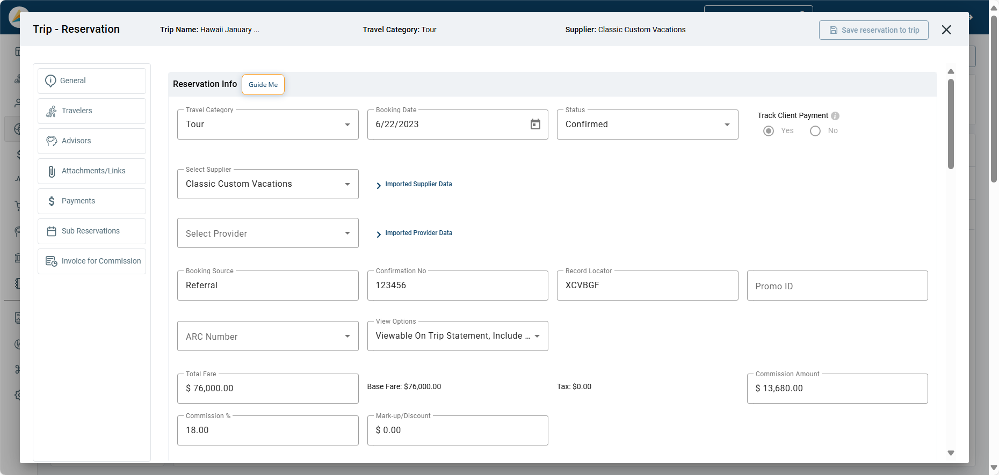 Trip - Reservation
Trip Name: Hawaii January ...
Travel Category: Tour
Supplier: Classic Custom Vacations
Save reservation to trip
General
Travelers
Advisors
Attachments/Links
Payments
Sub Reservations
Invoice for Commission
Reservation Info
Guide Me
Travel Category
Tour
Booking Date
6/22/2023
Status
Confirmed
Track Client Payment
Yes
No
Select Supplier
Classic Custom Vacations
Imported Supplier Data
Select Provider
Imported Provider Data
Booking Source
Referral
Confirmation No
123456
Record Locator
XCVBGF
Promo ID
ARC Number
View Options
Viewable On Trip Statement, Include ...
Total Fare
$ 76,000.00
Base Fare: $76,000.00
Tax: $0.00
Commission Amount
$ 13,680.00
Commission %
18.00
Mark-up/Discount
$ 0.00